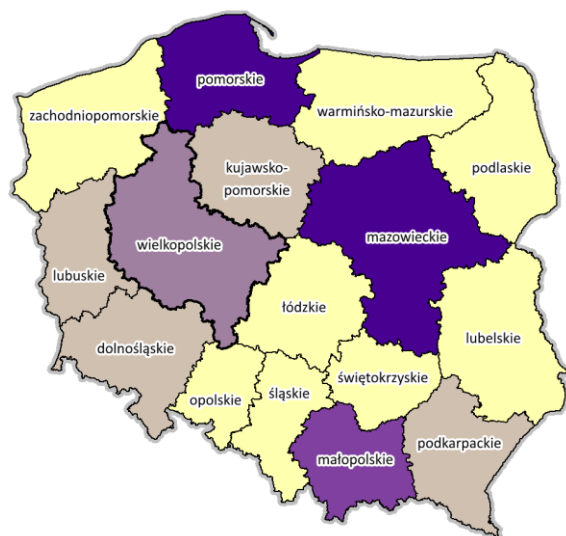 pomorskie
zachodniopomorskie
warmińsko-mazurskie
kujawsko-
pomorskie
podlaskie
wielkopolskie
mazowieckie
lubuskie
łódzkie
lubelskie
dolnośląskie
świętokrzyskie
opolskie
śląskie
podkarpackie
małopolskie